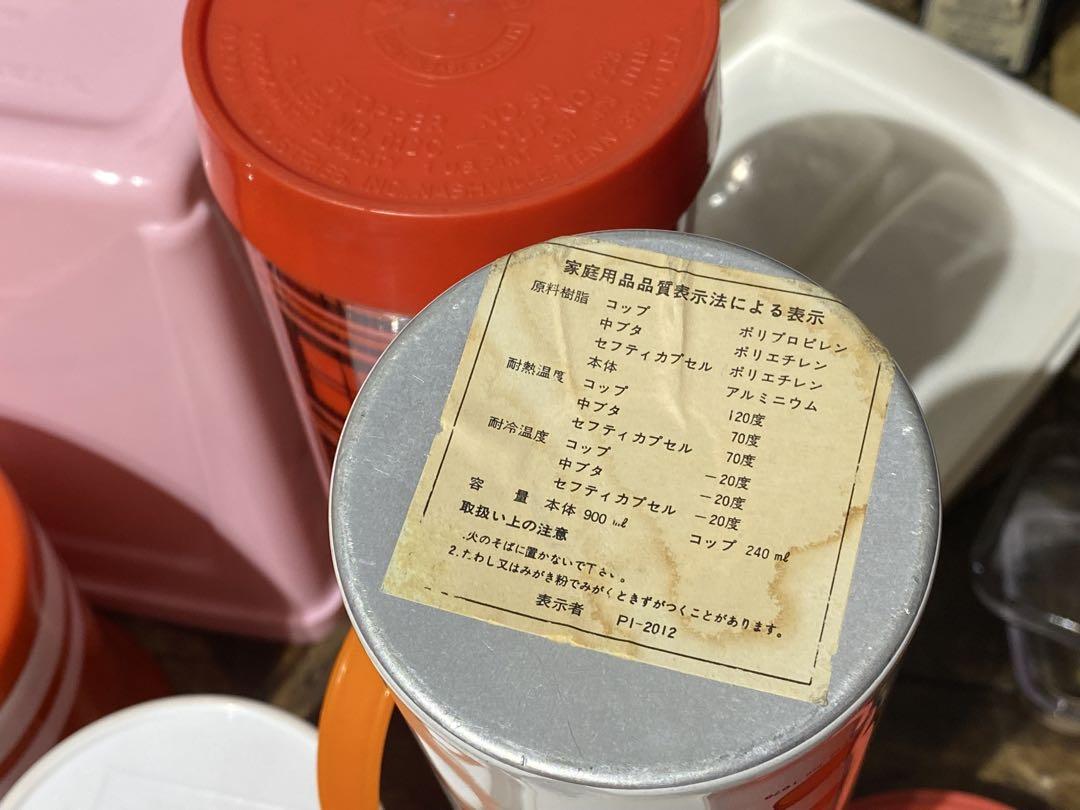 STOPPER NO. 50
NASHVILLE, TENN
家庭用品品質表示法による表示
原料樹脂 コップ ポリプロピレン
中ブタ ポリエチレン
セフティカプセル ポリエチレン
本体 アルミニウム
耐熱温度 コップ 120度
中ブタ 70度
セフティカプセル 70度
耐冷温度 コップ −20度
中ブタ −20度
セフティカプセル −20度
容量 本体 900㎖ コップ 240㎖
取扱い上の注意
.火のそばに置かないで下さい。
2.たわし又はみがき粉でみがくときずがつくことがあります。
表示者 PI-2012